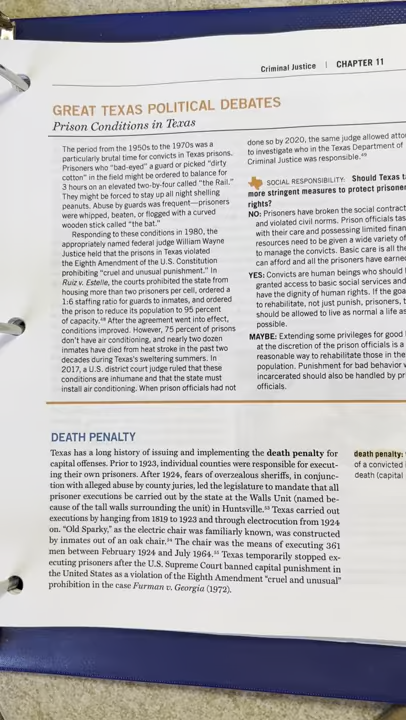 Criminal Justice | CHAPTER 11
GREAT TEXAS POLITICAL DEBATES
Prison Conditions in Texas
The period from the 1950s to the 1970s was a
particularly brutal time for convicts in Texas prisons.
Prisoners who "bad-eyed" a guard or picked "dirty
cotton" in the field might be ordered to balance for
3 hours on an elevated two-by-four called "the Rail."
They might be forced to stay up all night shelling
peanuts. Abuse by guards was frequent—prisoners
were whipped, beaten, or flogged with a curved
wooden stick called "the bat."
Responding to these conditions in 1980, the
appropriately named federal judge William Wayne
Justice held that the prisons in Texas violated
the Eighth Amendment of the U.S. Constitution
prohibiting "cruel and unusual punishment." In
Ruiz v. Estelle, the courts prohibited the state from
housing more than two prisoners per cell, ordered a
1:6 staffing ratio for guards to inmates, and ordered
the prison to reduce its population to 95 percent
of capacity. After the agreement went into effect,
conditions improved. However, 75 percent of prisons
don't have air conditioning, and nearly two dozen
inmates have died from heat stroke in the past two
decades during Texas's sweltering summers. In
2017, a U.S. district court judge ruled that these
conditions are inhumane and that the state must
install air conditioning. When prison officials had not
done so by 2020, the same judge allowed
to investigate who in the Texas Department of
Criminal Justice was responsible.
SOCIAL RESPONSIBILITY: Should Texas
more stringent measures to protect
rights?
NO: Prisoners have broken the social contract
and violated civil norms. Prison officials
with their care and possessing limited
resources need to be given a wide variety of
to manage the convicts. Basic care is all
can afford and all the prisoners have
YES: Convicts are human beings who should
granted access to basic social services and
have the dignity of human rights. If the
to rehabilitate, not just punish, prisoners,
should be allowed to live as normal a life as
possible.
MAYBE: Extending some privileges for good
at the discretion of the prison officials is a
reasonable way to rehabilitate those in the
population. Punishment for bad behavior
incarcerated should also be handled by
officials.
DEATH PENALTY
Texas has a long history of issuing and implementing the death penalty for
capital offenses. Prior to 1923, individual counties were responsible for execut-
ing their own prisoners. After 1924, fears of overzealous sheriffs, in conjunc-
tion with alleged abuse by county juries, led the legislature to mandate that all
prisoner executions be carried out by the state at the Walls Unit (named be-
cause of the tall walls surrounding the unit) in Huntsville. Texas carried out
executions by hanging from 1819 to 1923 and through electrocution from 1924
on. "Old Sparky," as the electric chair was familiarly known, was constructed
by inmates out of an oak chair. The chair was the means of executing 361
men between February 1924 and July 1964. Texas temporarily stopped ex-
ecuting prisoners after the U.S. Supreme Court banned capital punishment in
the United States as a violation of the Eighth Amendment "cruel and unusual"
prohibition in the case Furman v. Georgia (1972).
death penalty:
of a convicted
death (capital